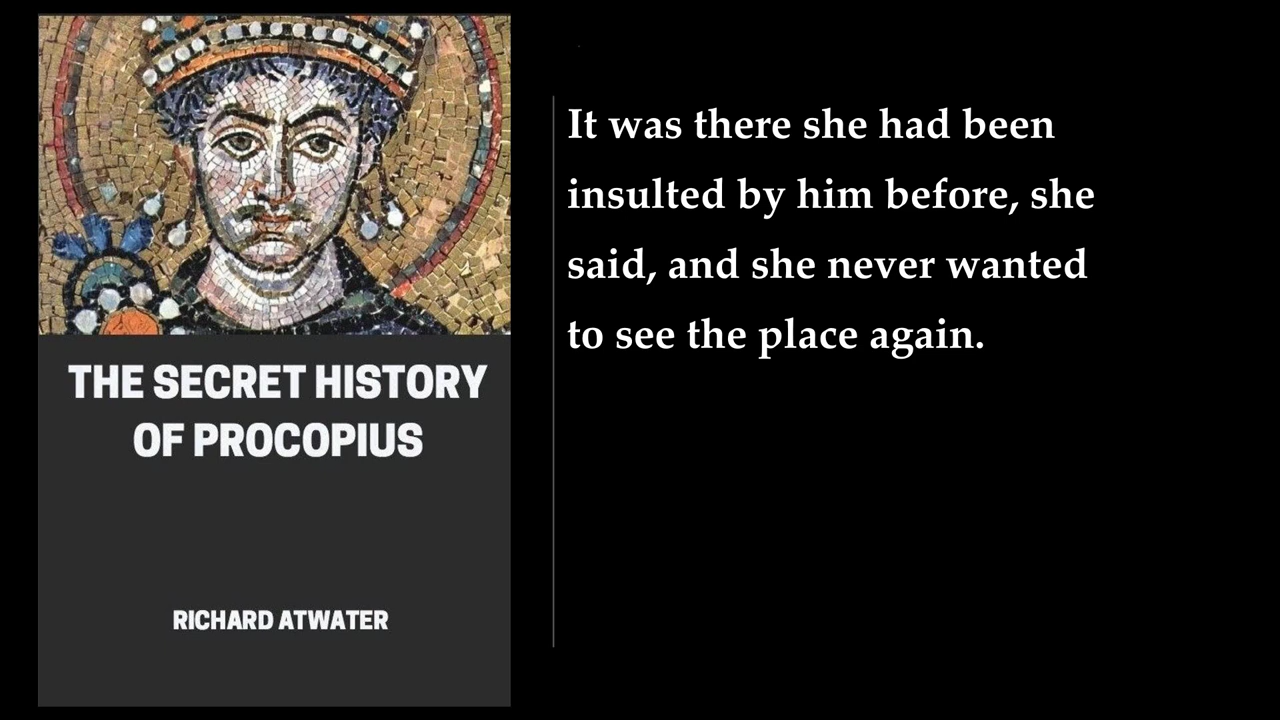 THE SECRET HISTORY
OF PROCOPIUS
RICHARD ATWATER
It was there she had been
insulted by him before, she
said, and she never wanted
to see the place again.